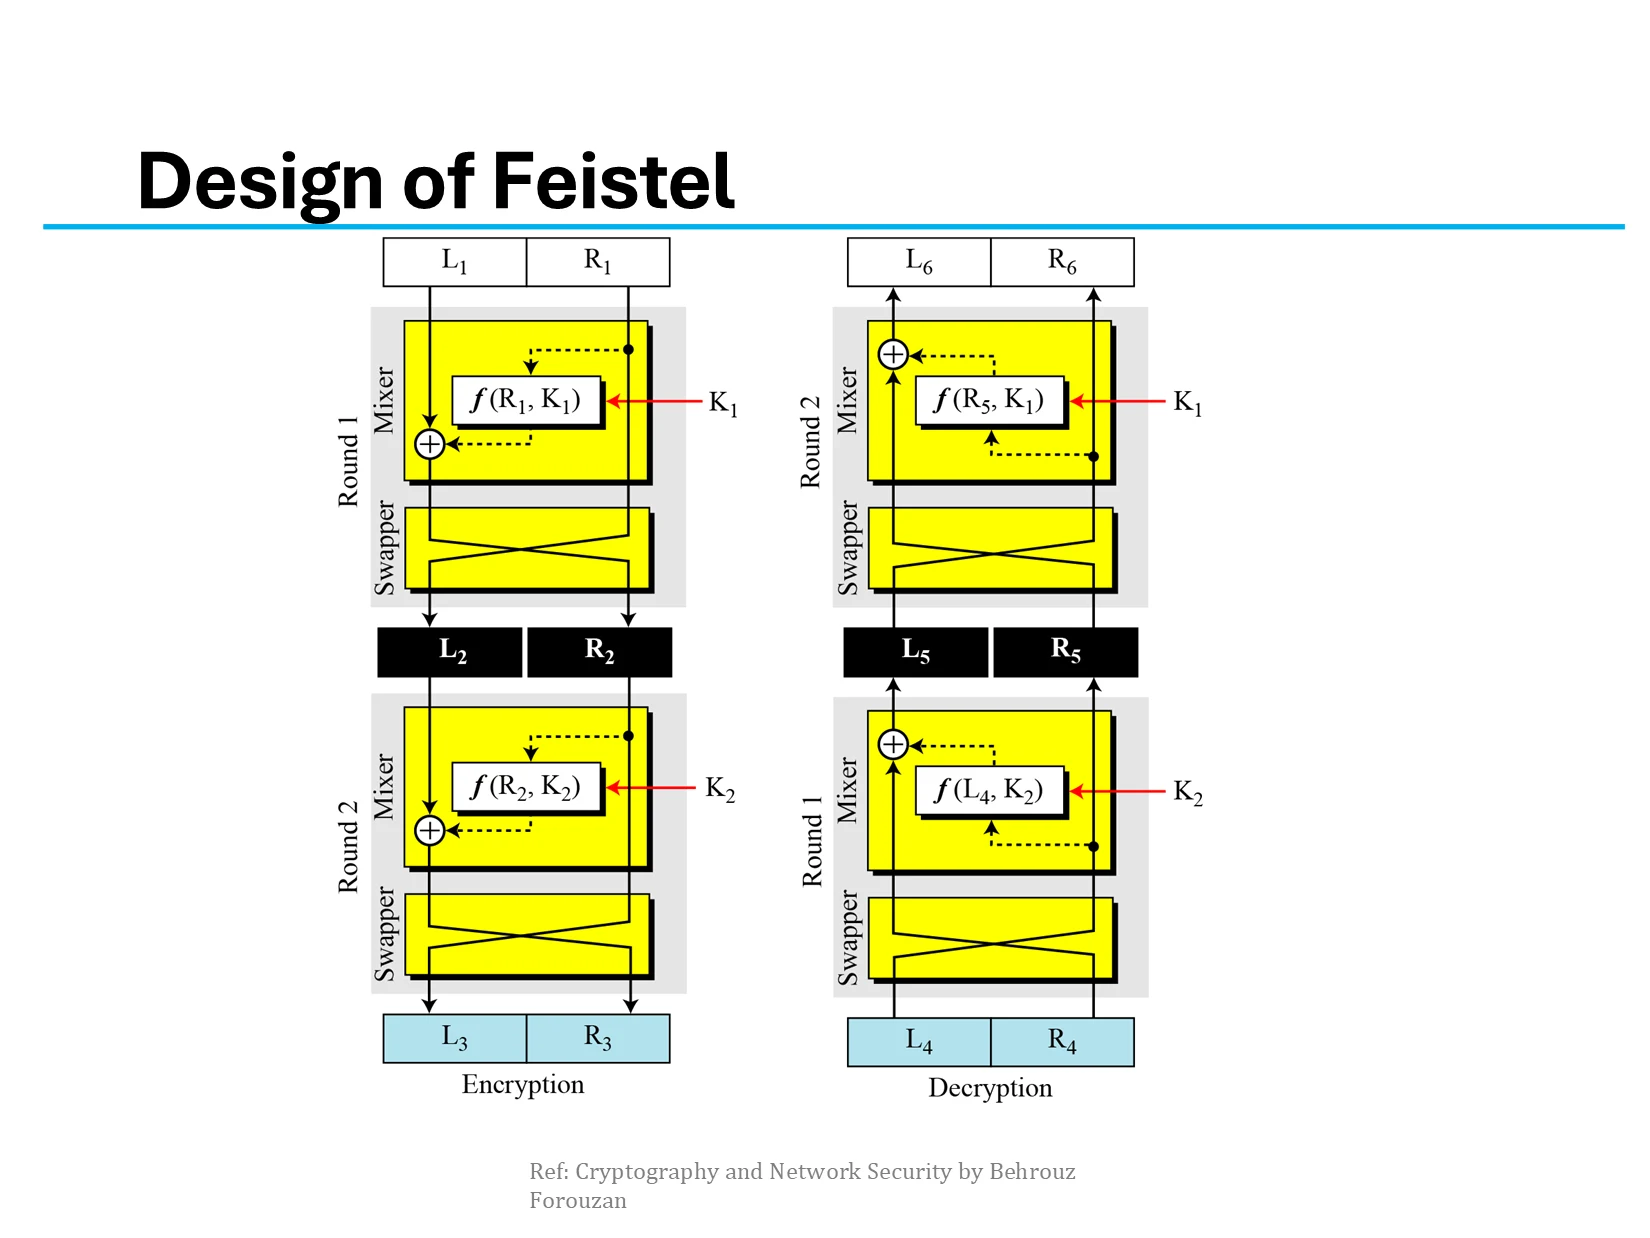 Design of Feistel
L1 R1
Round 1
Mixer
f(R1, K1)
K1
Swapper
L2 R2
Round 2
Mixer
f(R2, K2)
K2
Swapper
L3 R3
Encryption
L6 R6
Round 2
Mixer
f(R5, K1)
K1
Swapper
L5 R5
Round 1
Mixer
f(L4, K2)
K2
Swapper
L4 R4
Decryption
Ref: Cryptography and Network Security by Behrouz
Forouzan